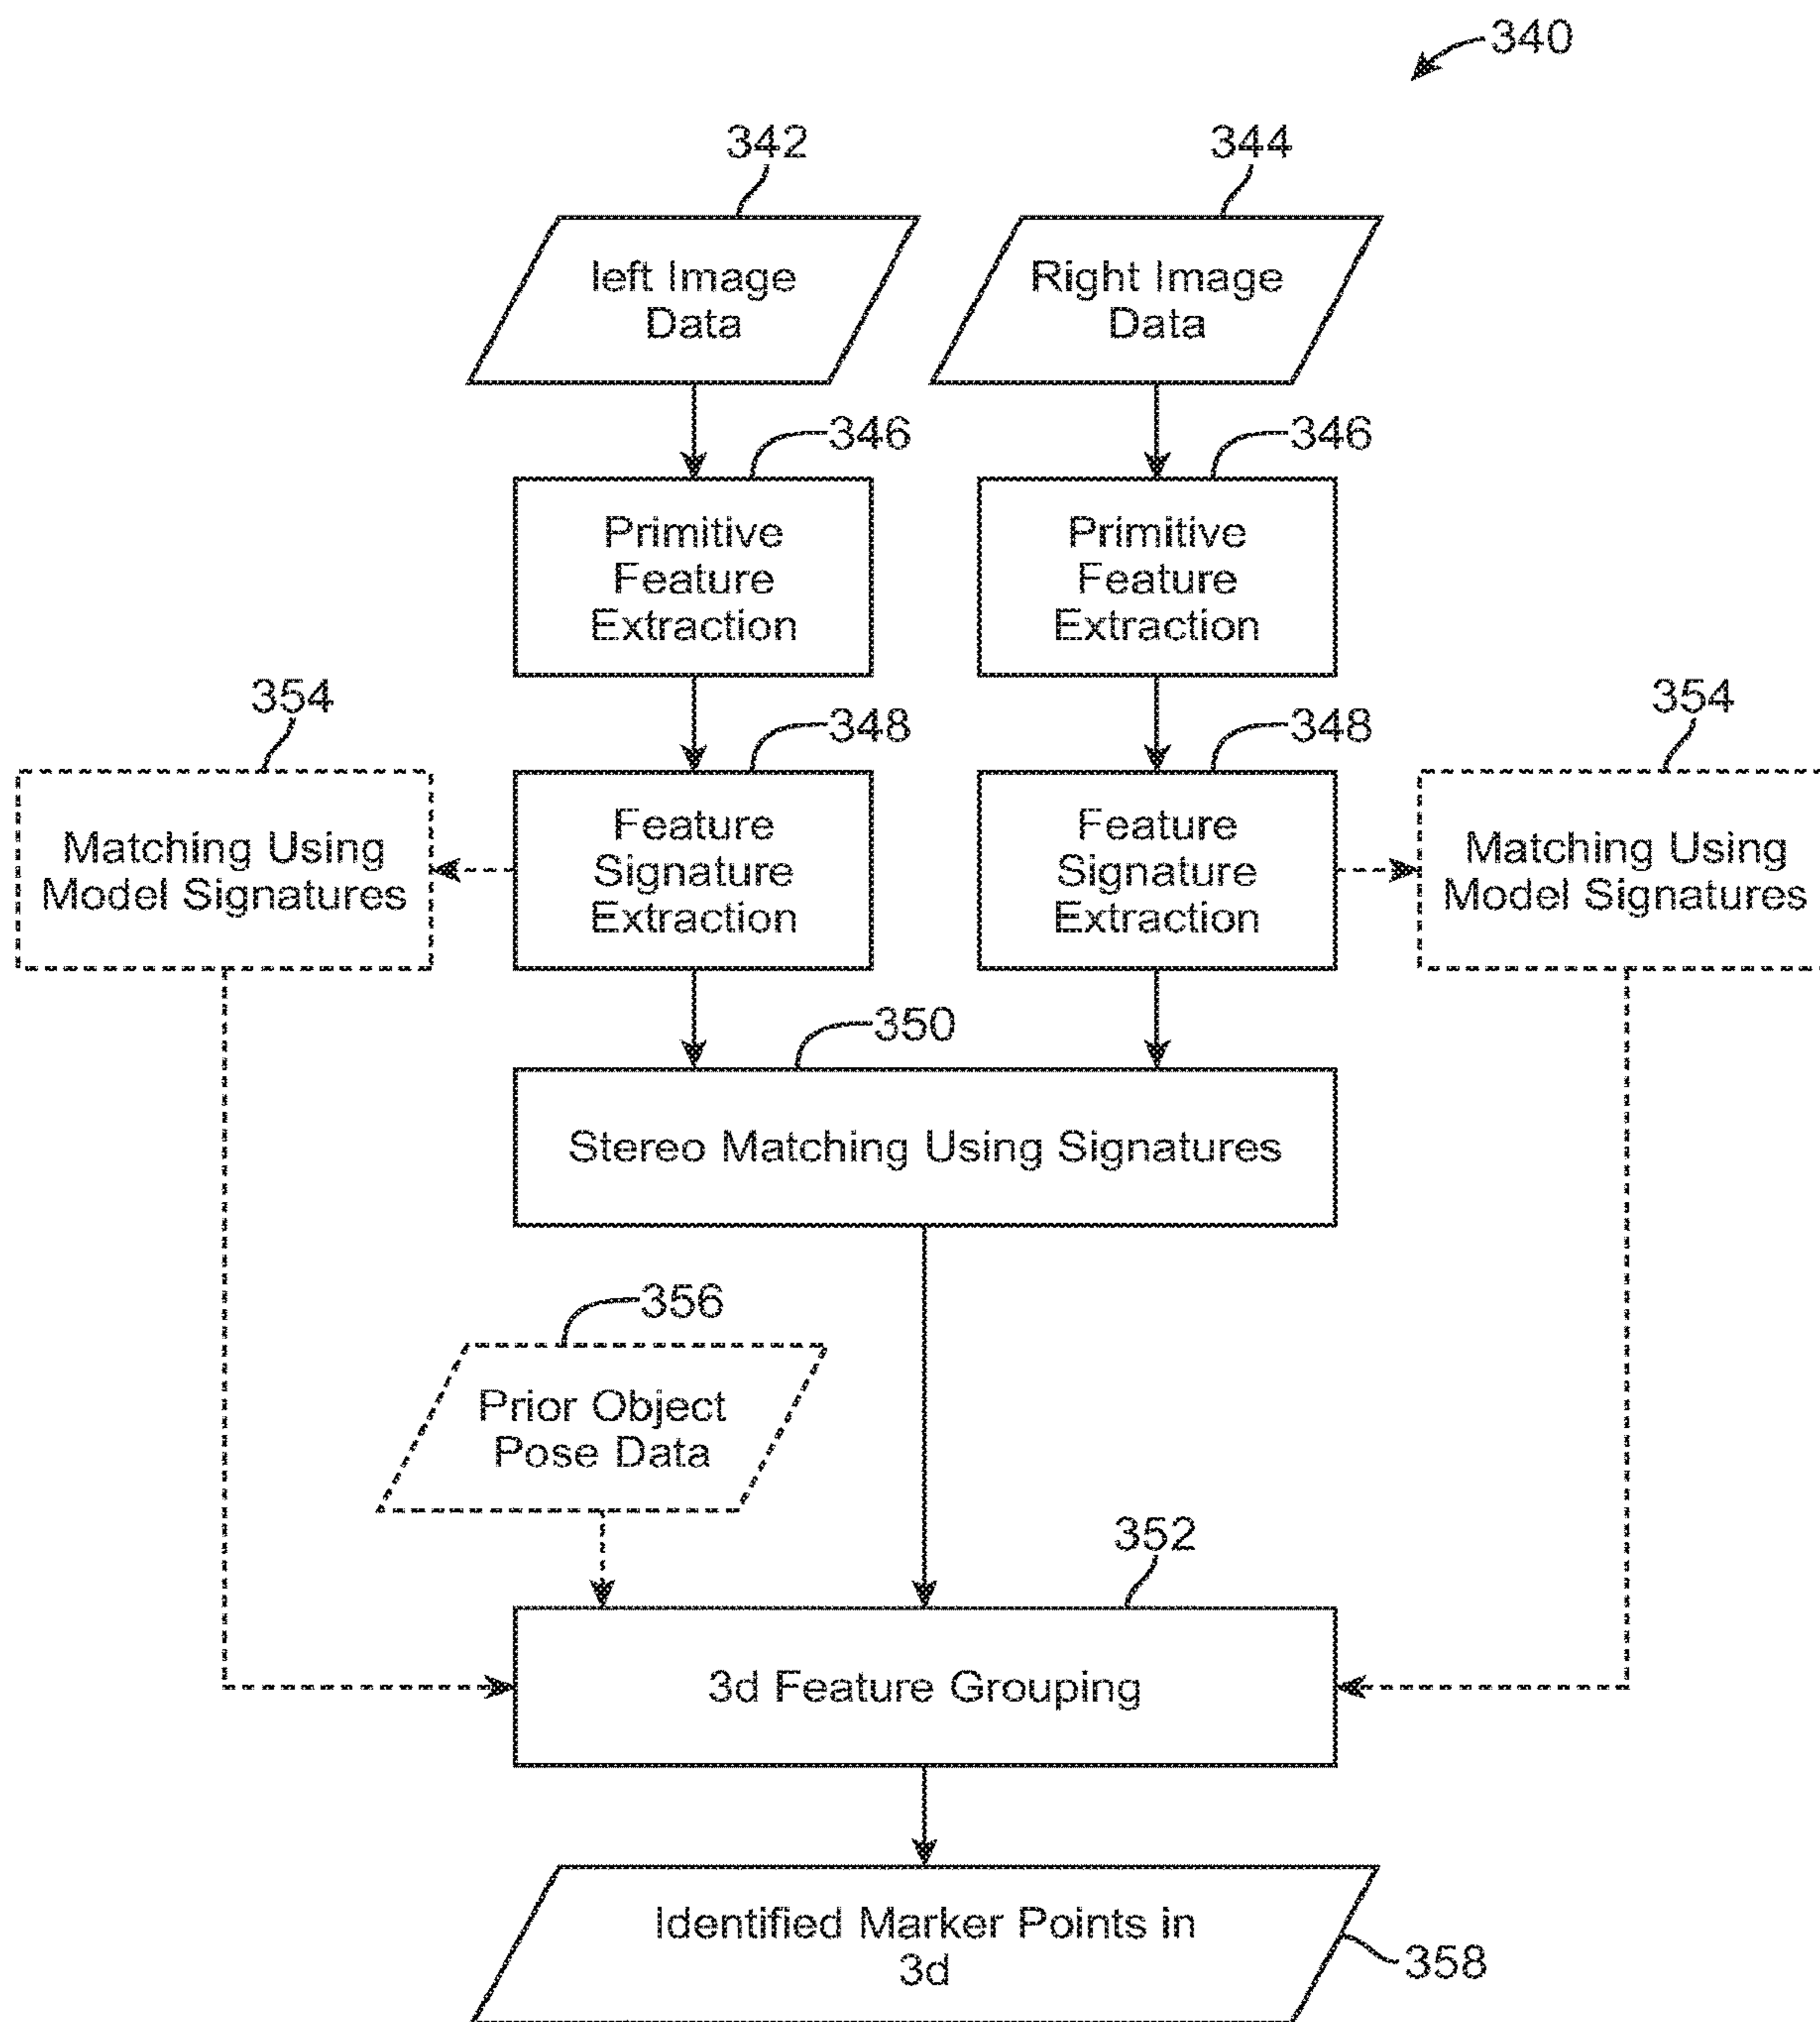 340
342
344
left Image
Data
Right Image
Data
346
346
Primitive
Feature
Extraction
Primitive
Feature
Extraction
354
348
348
354
Matching Using
Model Signatures
Feature
Signature
Extraction
Feature
Signature
Extraction
Matching Using
Model Signatures
350
Stereo Matching Using Signatures
356
Prior Object
Pose Data
352
3d Feature Grouping
Identified Marker Points in
3d
358